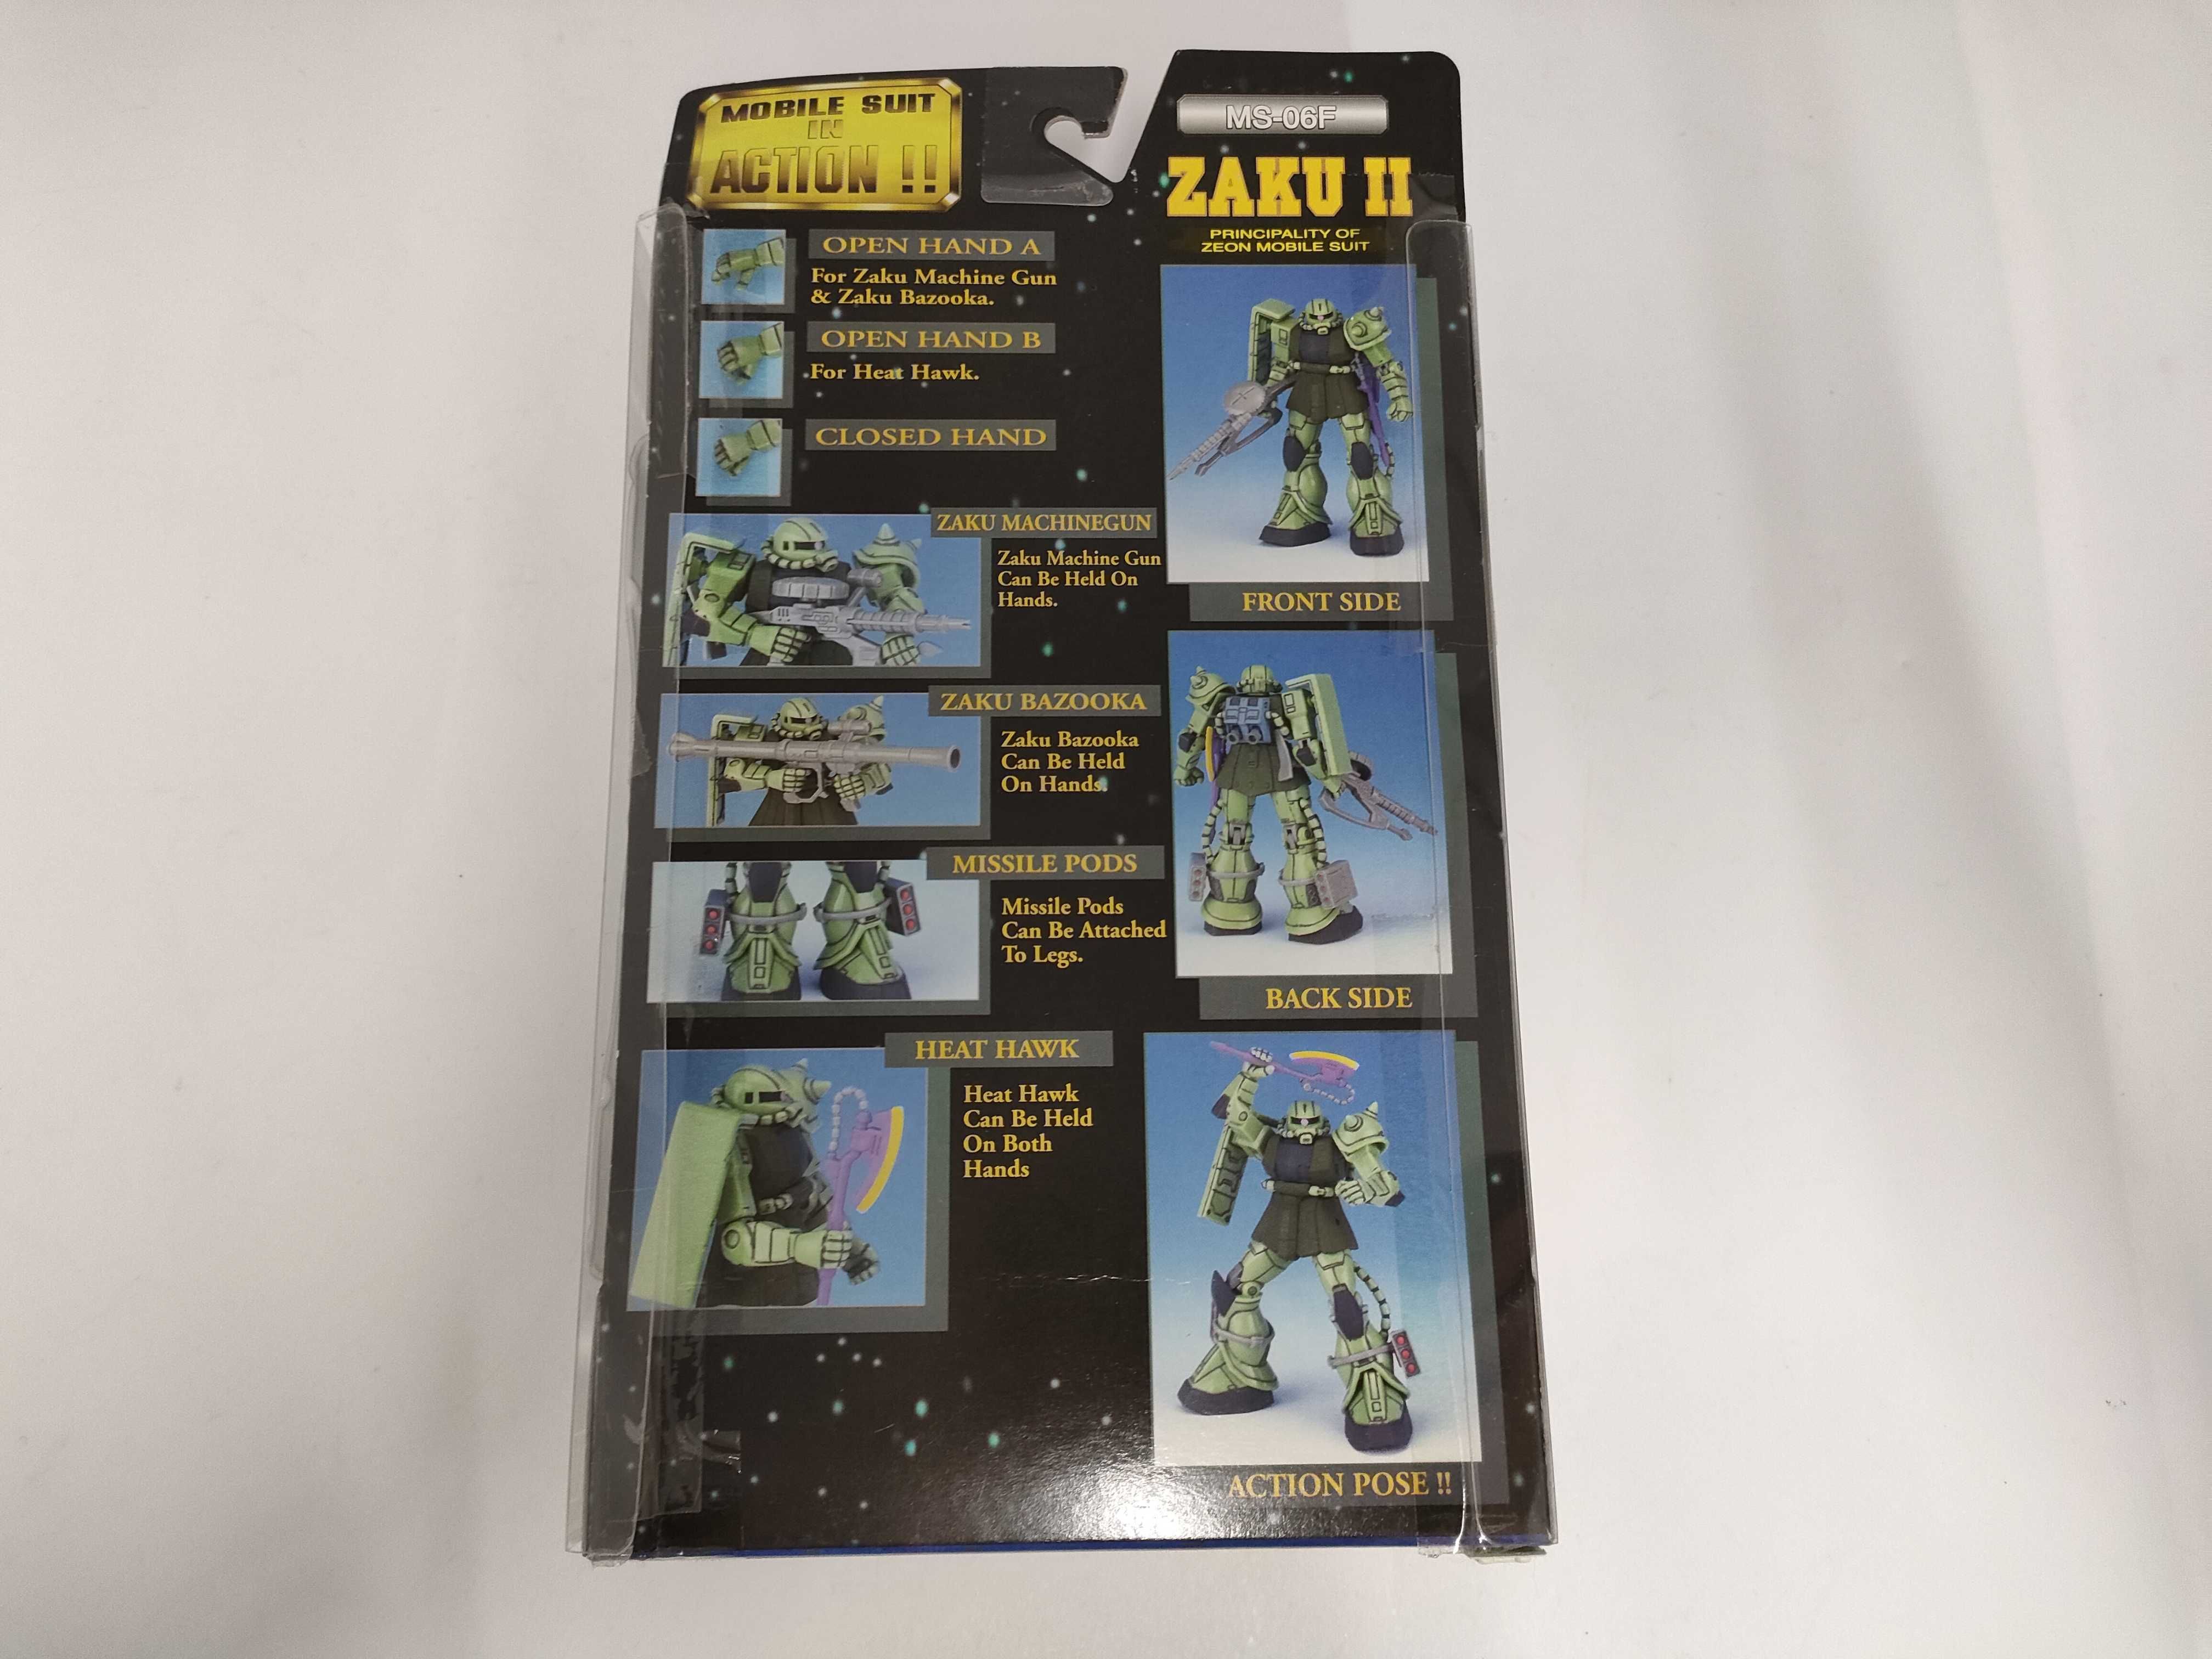 MOBILE SUIT
IN
ACTION !!
MS-06F
ZAKU II
PRINCIPALITY OF
ZEON MOBILE SUIT
OPEN HAND A
For Zaku Machine Gun
& Zaku Bazooka.
OPEN HAND B
For Heat Hawk.
CLOSED HAND
ZAKU MACHINEGUN
Zaku Machine Gun
Can Be Held On
Hands.
ZAKU BAZOOKA
Zaku Bazooka
Can Be Held
On Hands.
MISSILE PODS
Missile Pods
Can Be Attached
To Legs.
HEAT HAWK
Heat Hawk
Can Be Held
On Both
Hands
FRONT SIDE
BACK SIDE
ACTION POSE !!